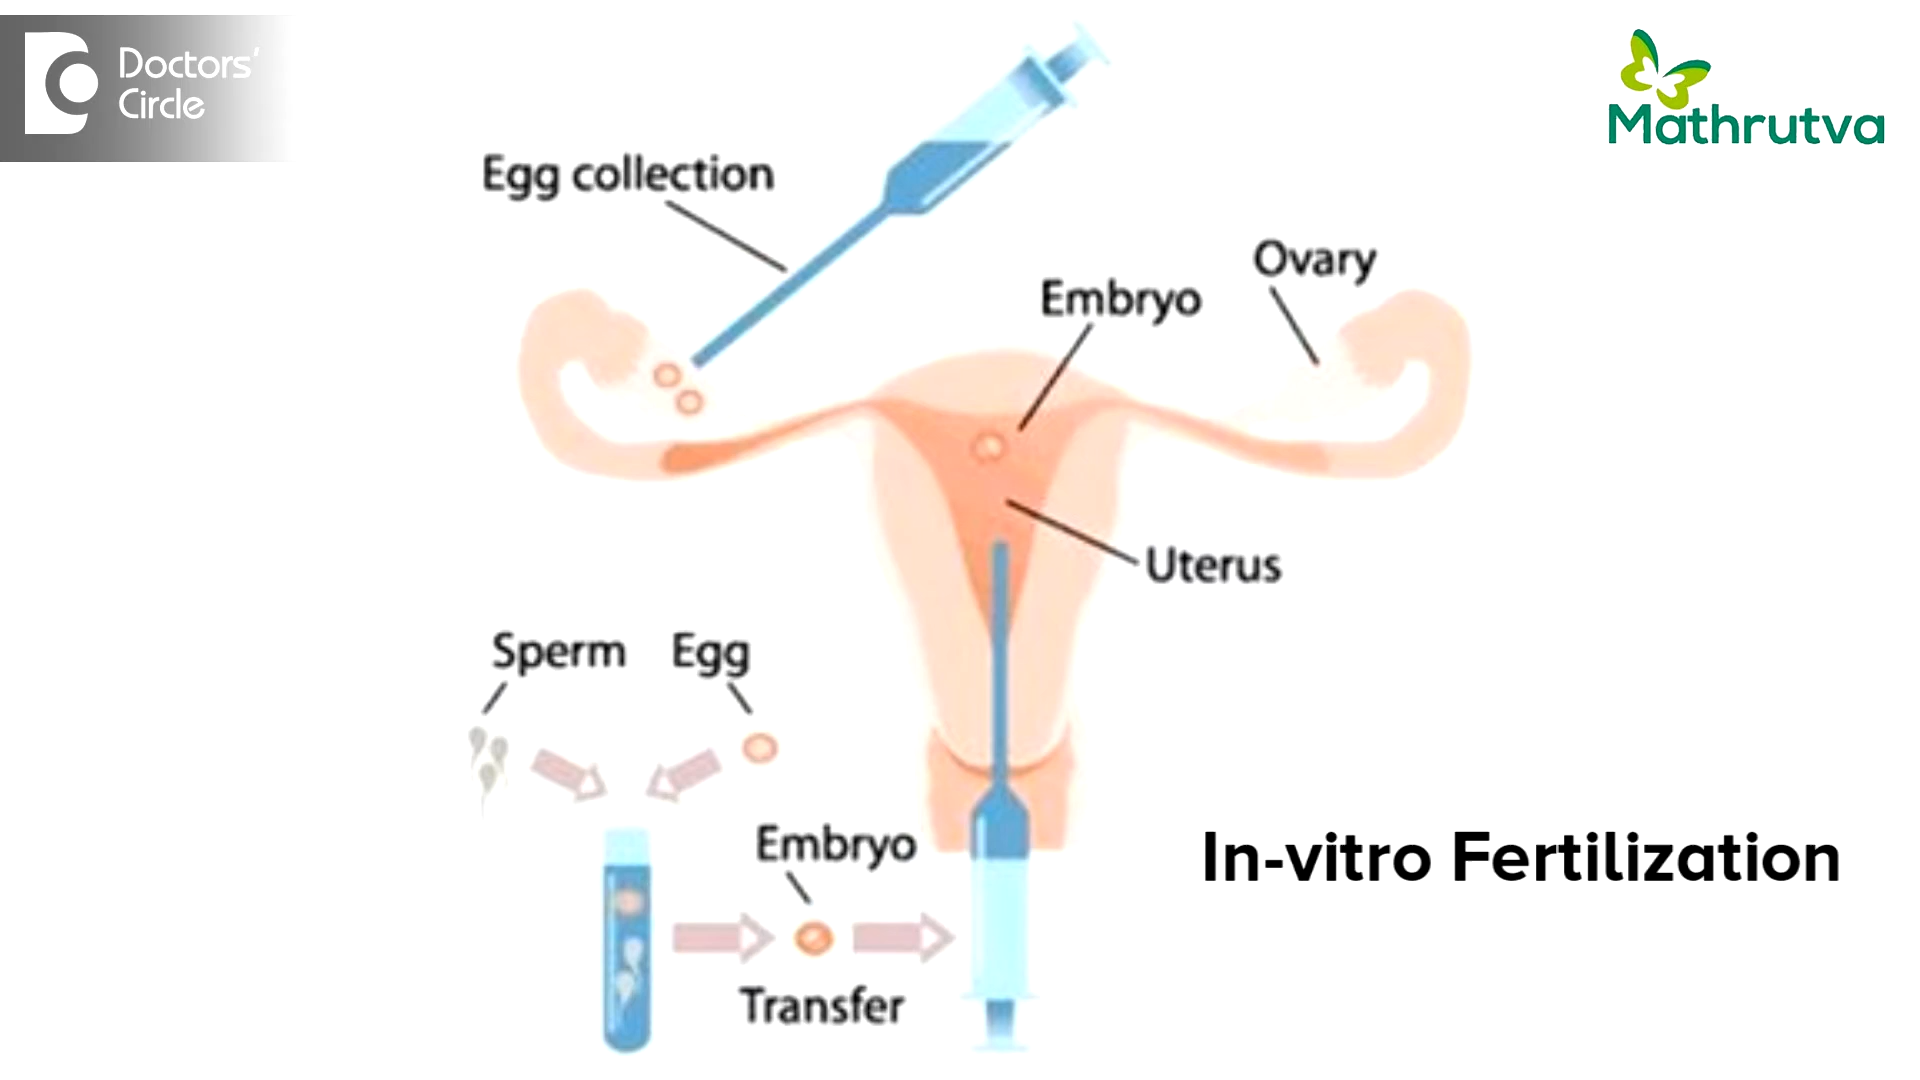 Doctors'
Circle
Mathrutva
Egg collection
Ovary
Embryo
Uterus
Sperm Egg
Embryo
In-vitro Fertilization
Transfer